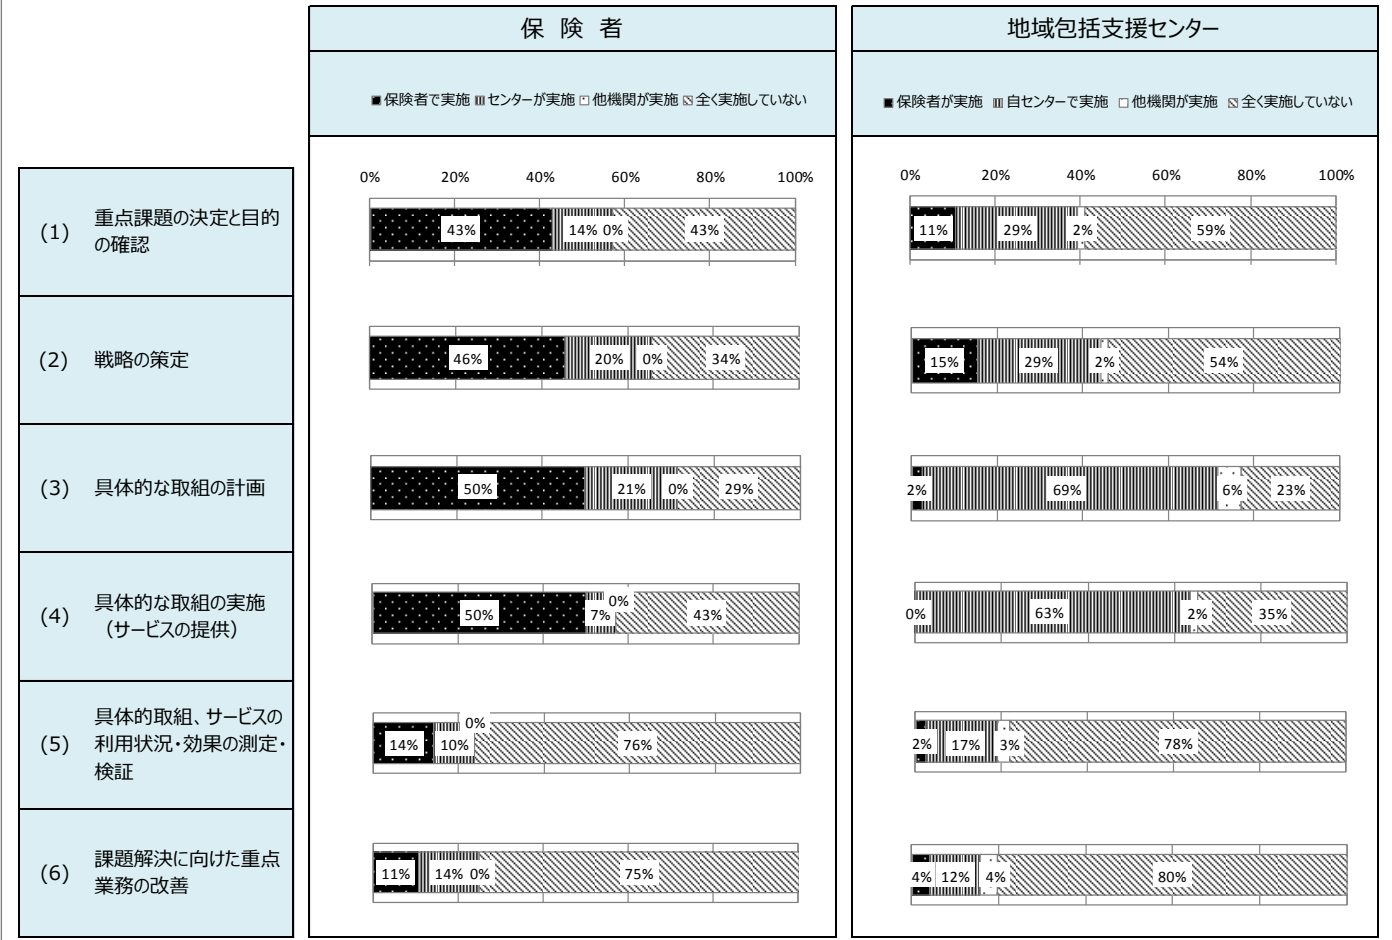 保 険 者
地域包括支援センター
保険者で実施 センターが実施 他機関が実施 全く実施していない
保険者が実施 自センターで実施 他機関が実施 全く実施していない
0% 20% 40% 60% 80% 100%
0% 20% 40% 60% 80% 100%
(1) 重点課題の決定と目的
の確認
43% 14% 0% 43%
11% 29% 2% 59%
(2) 戦略の策定
46% 20% 0% 34%
15% 29% 2% 54%
(3) 具体的な取組の計画
50% 21% 0% 29%
2% 69% 6% 23%
(4) 具体的な取組の実施
（サービスの提供）
50% 7% 0% 43%
0% 63% 2% 35%
(5) 具体的取組、サービスの
利用状況・効果の測定・
検証
14% 10% 0% 76%
2% 17% 3% 78%
(6) 課題解決に向けた重点
業務の改善
11% 14% 0% 75%
4% 12% 4% 80%